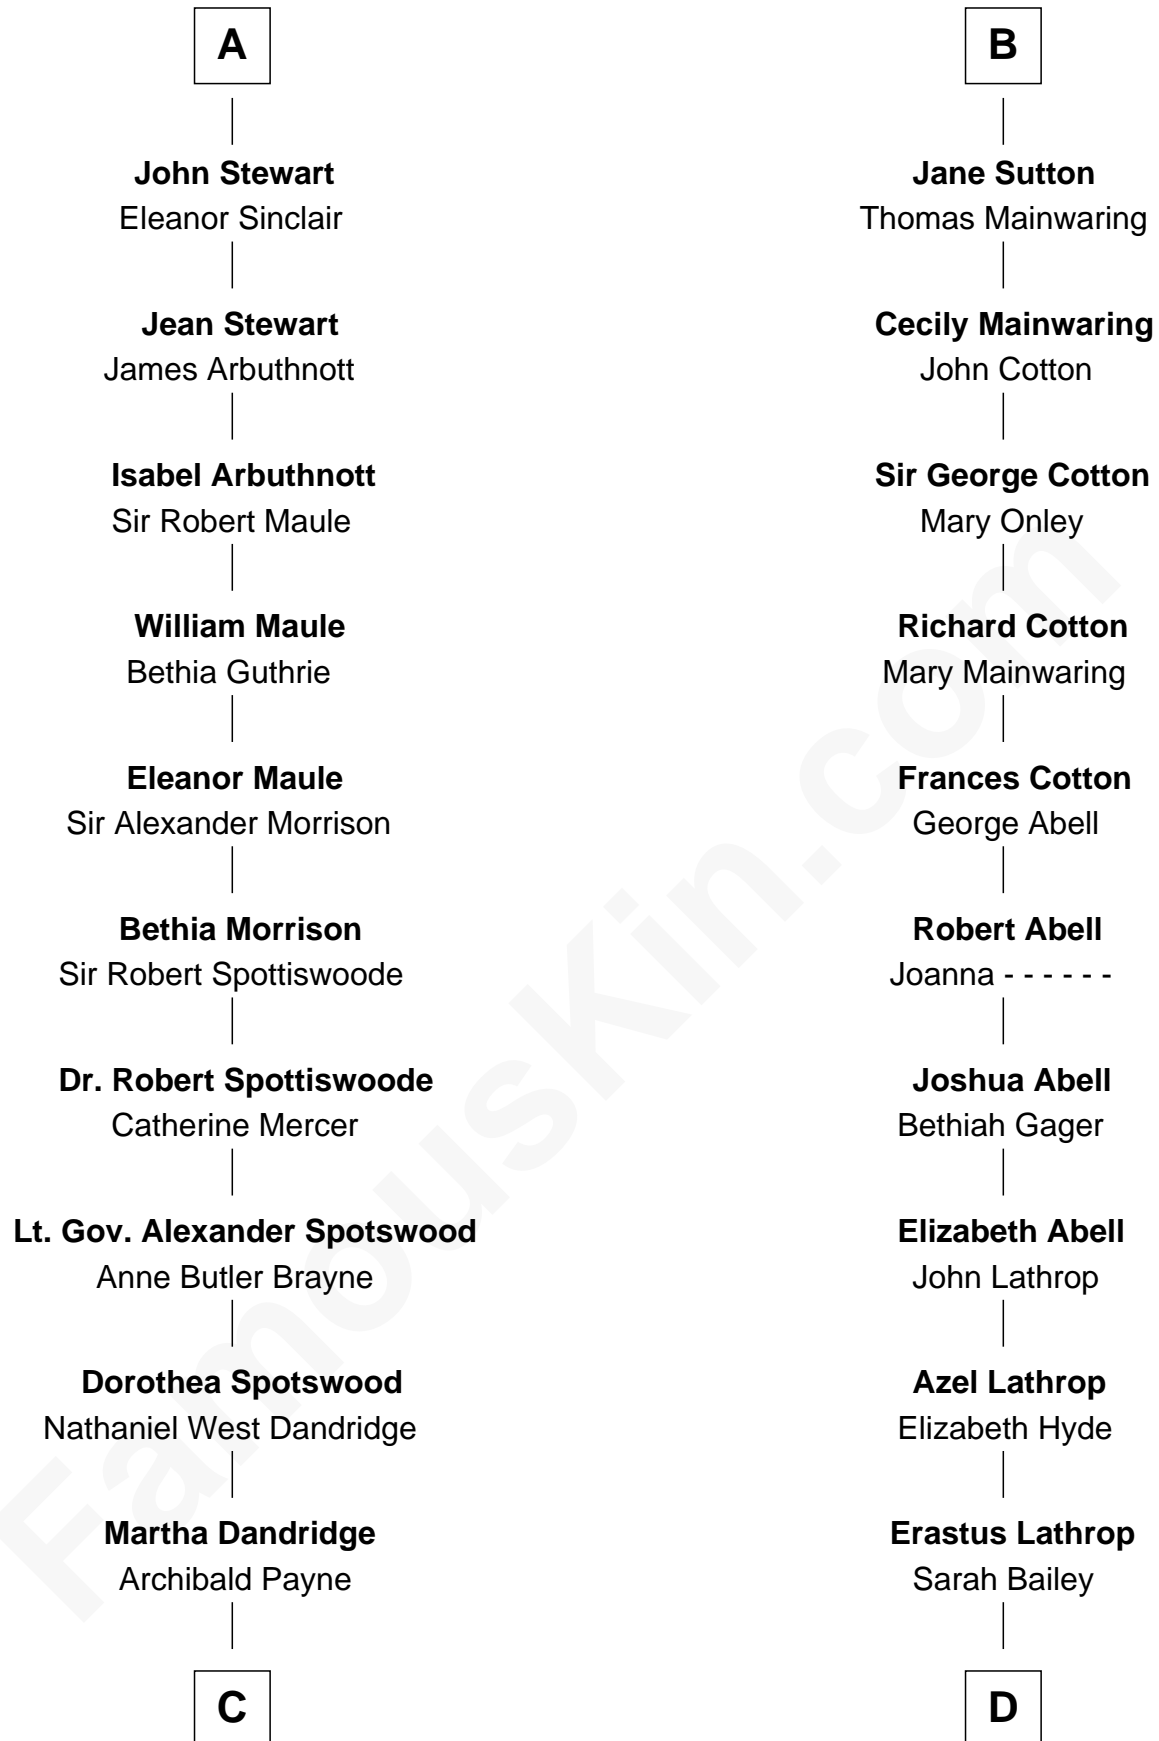 A
John Stewart
Eleanor Sinclair
Jean Stewart
James Arbuthnott
Isabel Arbuthnott
Sir Robert Maule
William Maule
Bethia Guthrie
Eleanor Maule
Sir Alexander Morrison
Bethia Morrison
Sir Robert Spottiswoode
Dr. Robert Spottiswoode
Catherine Mercer
Lt. Gov. Alexander Spotswood
Anne Butler Brayne
Dorothea Spotswood
Nathaniel West Dandridge
Martha Dandridge
Archibald Payne
C
B
Jane Sutton
Thomas Mainwaring
Cecily Mainwaring
John Cotton
Sir George Cotton
Mary Onley
Richard Cotton
Mary Mainwaring
Frances Cotton
George Abell
Robert Abell
Joanna - - - - - -
Joshua Abell
Bethiah Gager
Elizabeth Abell
John Lathrop
Azel Lathrop
Elizabeth Hyde
Erastus Lathrop
Sarah Bailey
D
FamousKin.com